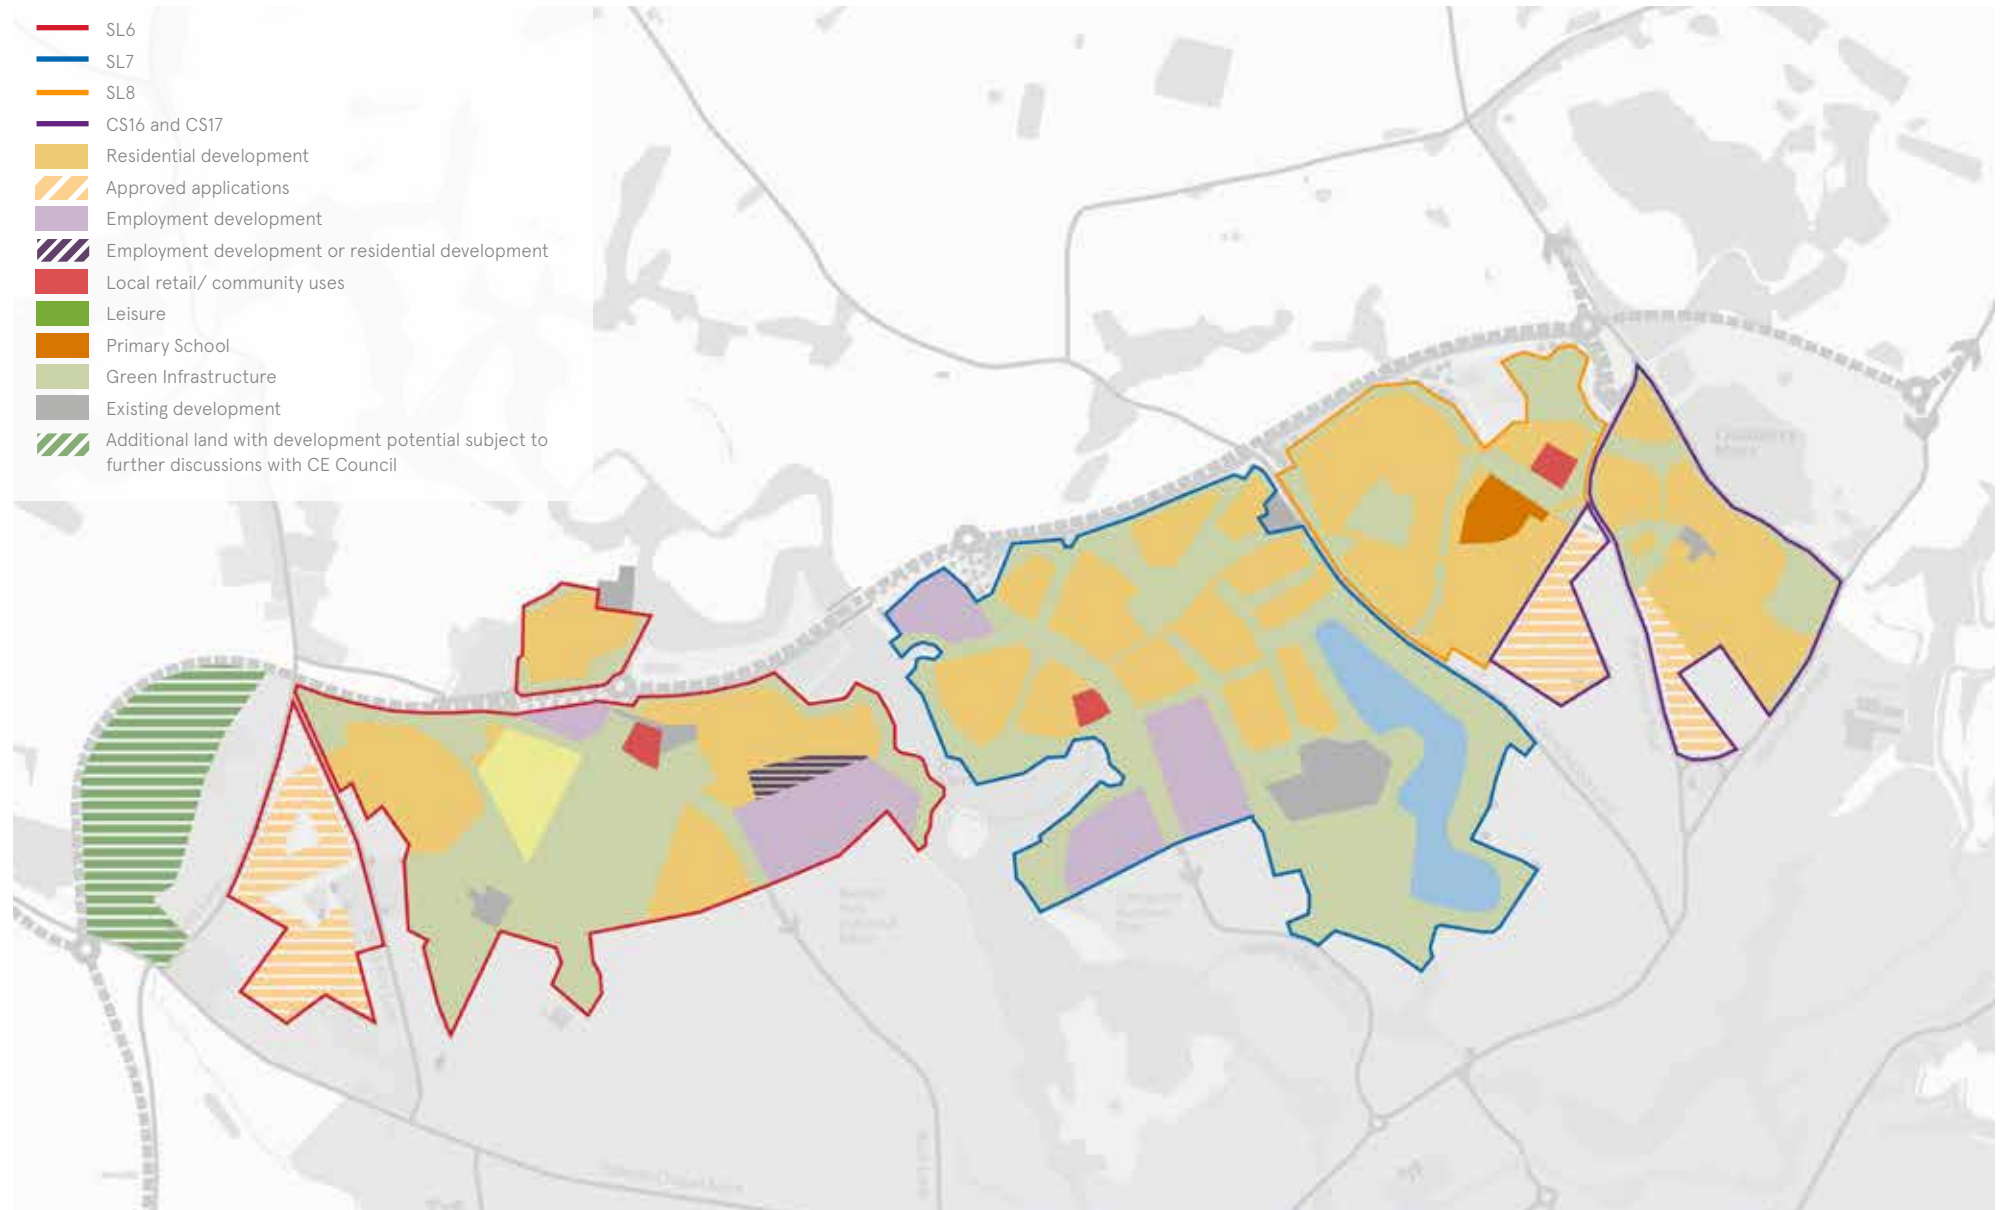 SL6
SL7
SL8
CS16 and CS17
Residential development
Approved applications
Employment development
Employment development or residential development
Local retail/ community uses
Leisure
Primary School
Green Infrastructure
Existing development
Additional land with development potential subject to
further discussions with CE Council